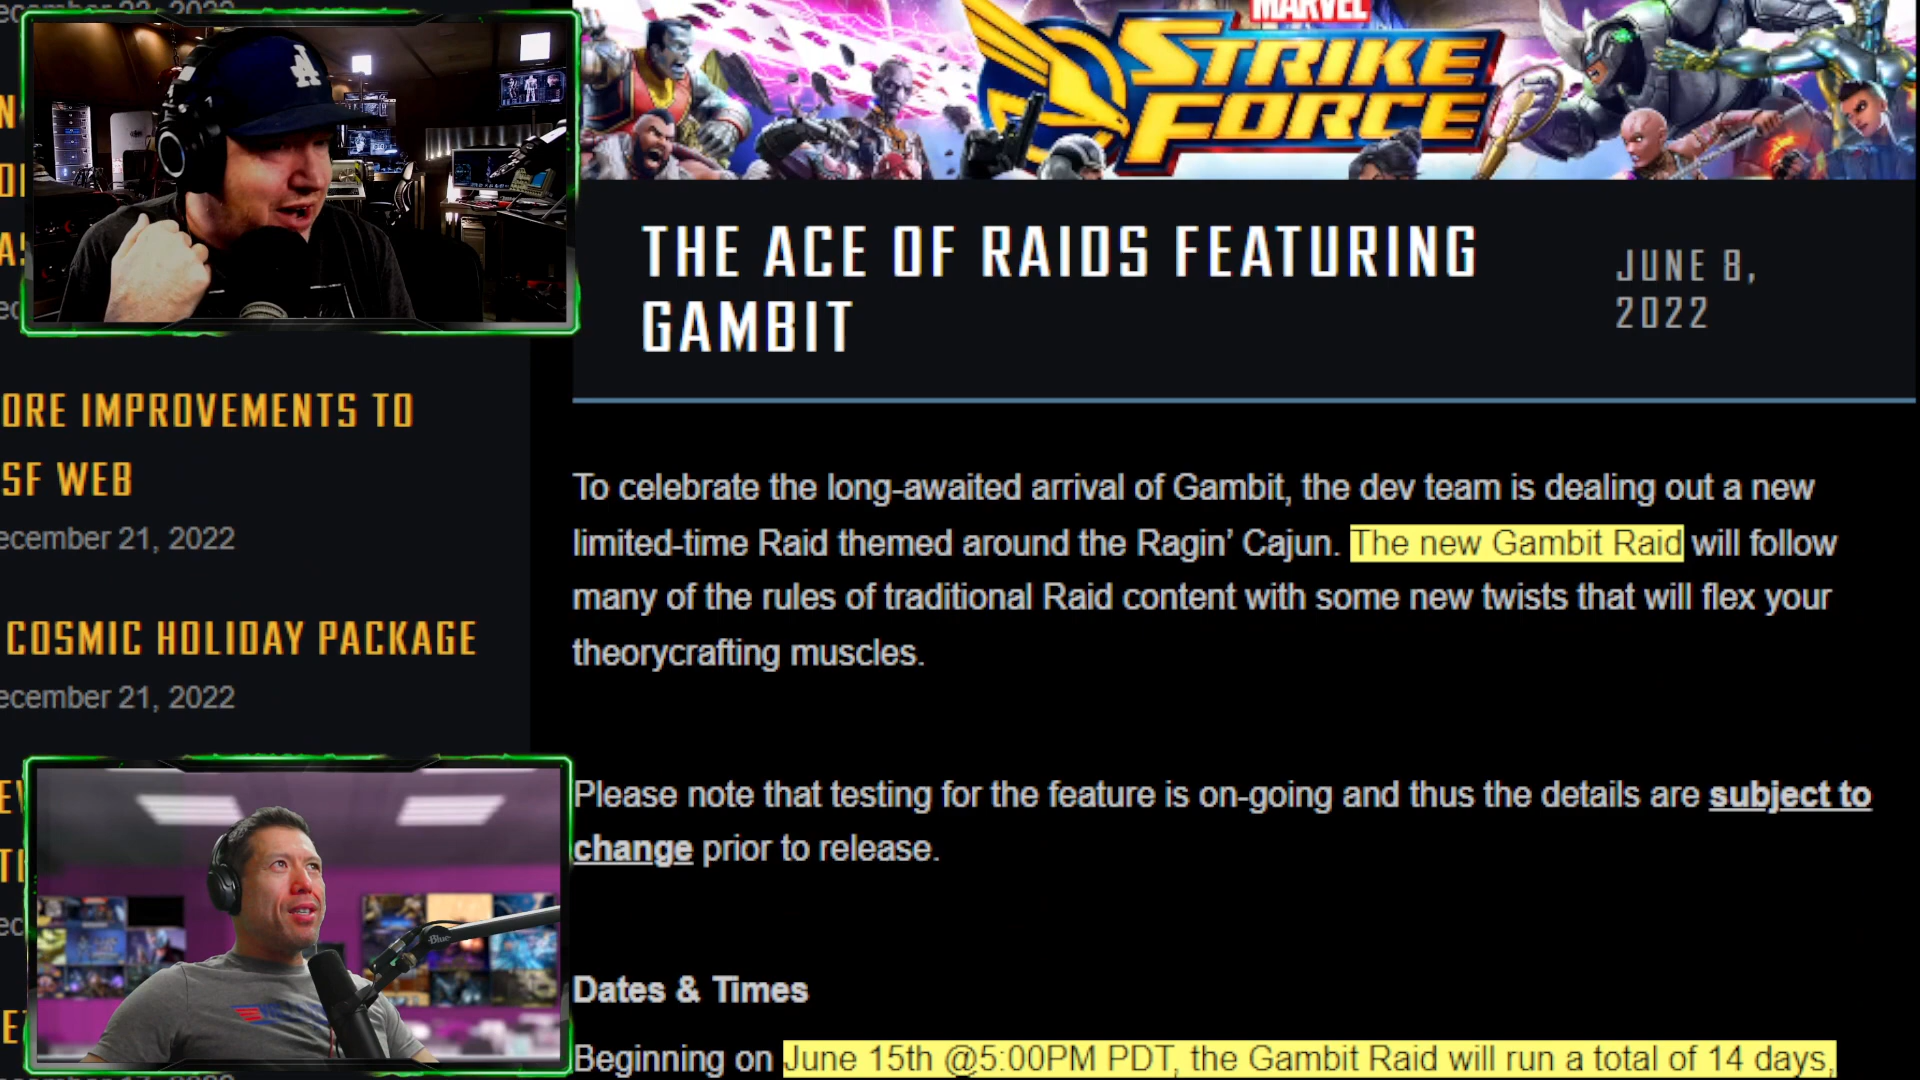 MARVEL
STRIKE
FORCE
THE ACE OF RAIDS FEATURING
GAMBIT
JUNE 8,
2022
To celebrate the long-awaited arrival of Gambit, the dev team is dealing out a new
limited-time Raid themed around the Ragin’ Cajun. The new Gambit Raid will follow
many of the rules of traditional Raid content with some new twists that will flex your
theorycrafting muscles.
Please note that testing for the feature is on-going and thus the details are subject to
change prior to release.
Dates & Times
Beginning on June 15th @5:00PM PDT, the Gambit Raid will run a total of 14 days,
ORE IMPROVEMENTS TO
SF WEB
ecember 21, 2022
COSMIC HOLIDAY PACKAGE
ecember 21, 2022
LA
Blue